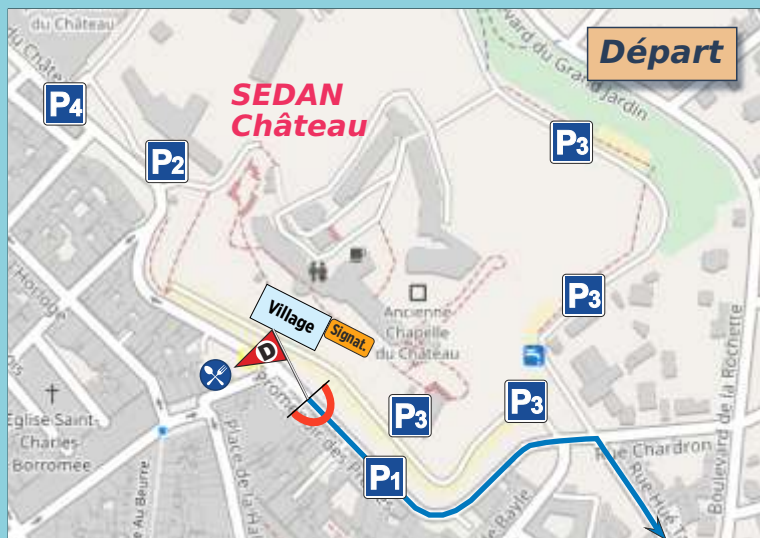 du Château
Départ
SEDAN
Château
P4
P2
P3
Boulevard du Grand Jardin
P3
Village
Signat.
D
Ancienne
Chapelle
du Château
P3
P3
P1
Promenoir des
Église Saint-
Charles
Borromée
Place de la
Au Beurre
Rue Chardron
Boulevard de la Rochette
Bayle